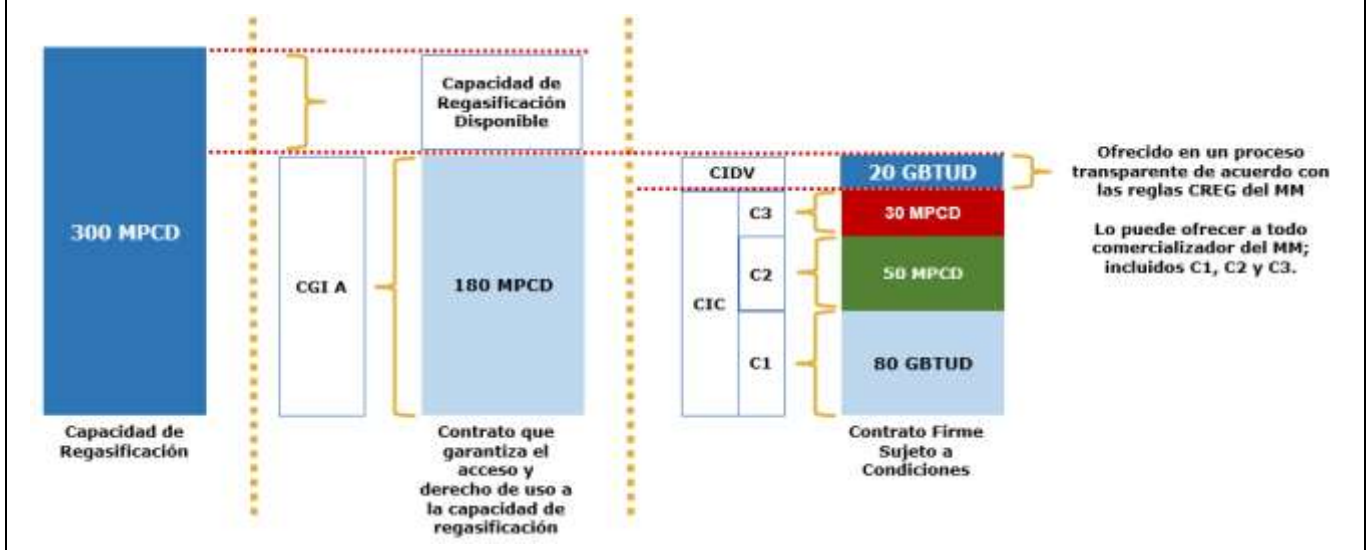 300 MPCD
Capacidad de
Regasificación
CGI A
Capacidad de
Regasificación
Disponible
180 MPCD
Contrato que
garantiza el
acceso y
derecho de uso a
la capacidad de
regasificación
CIDV
CIC
C3
C2
C1
20 GBTUD
30 MPCD
50 MPCD
80 GBTUD
Contrato Firme
Sujeto a
Condiciones
Ofrecido en un proceso
transparente de acuerdo con
las reglas CREG del MM
Lo puede ofrecer a todo
comercializador del MM;
incluidos C1, C2 y C3.